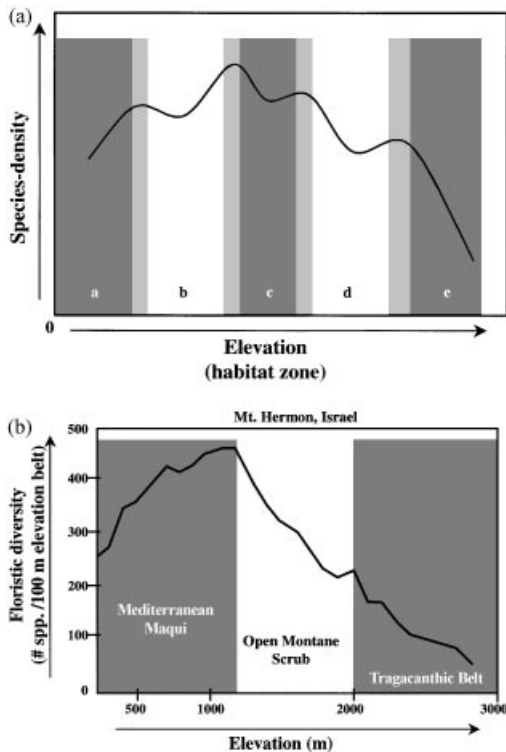 (a)
Species-density
a b c d e
0
Elevation
(habitat zone)
(b)
Mt. Hermon, Israel
Floristic diversity
(# spp. /100 m elevation belt)
500
400
300
200
100
0
Mediterranean
Maqui
Open Montane
Scrub
Tragacanthic Belt
500 1000 2000 3000
Elevation (m)